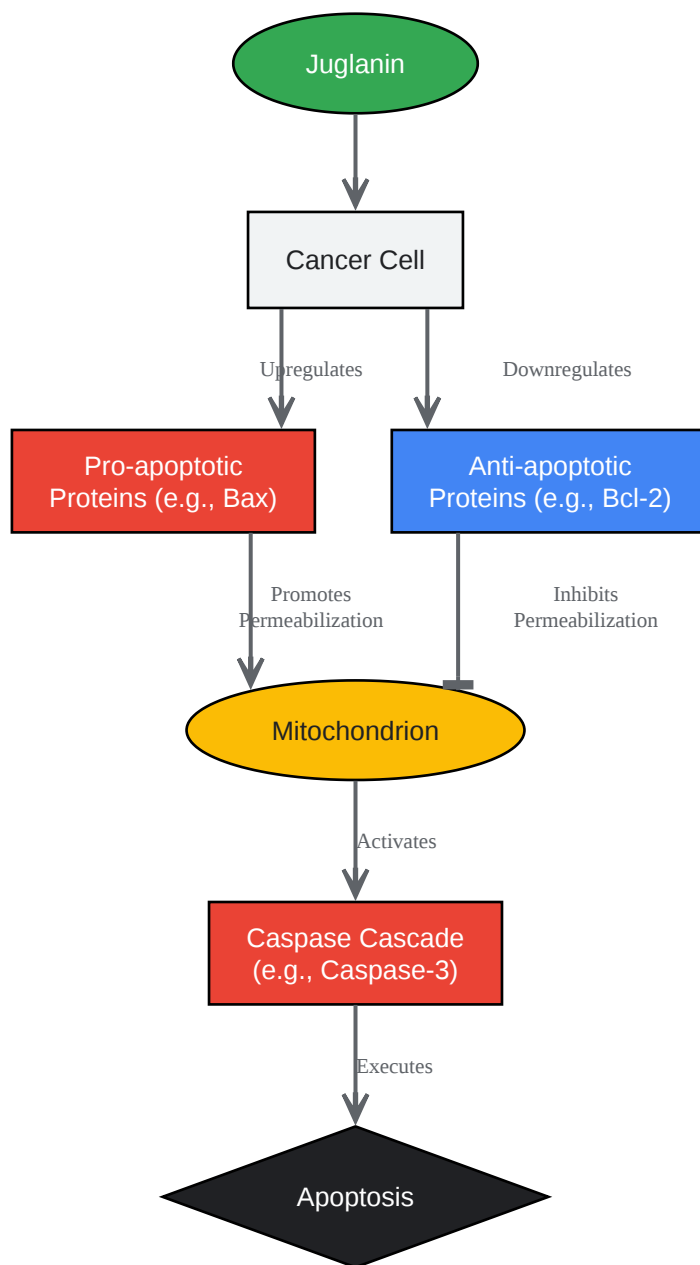 Juglanin
Cancer Cell
Upregulates
Downregulates
Pro-apoptotic
Proteins (e.g., Bax)
Anti-apoptotic
Proteins (e.g., Bcl-2)
Promotes
Permeabilization
Inhibits
Permeabilization
Mitochondrion
Activates
Caspase Cascade
(e.g., Caspase-3)
Executes
Apoptosis